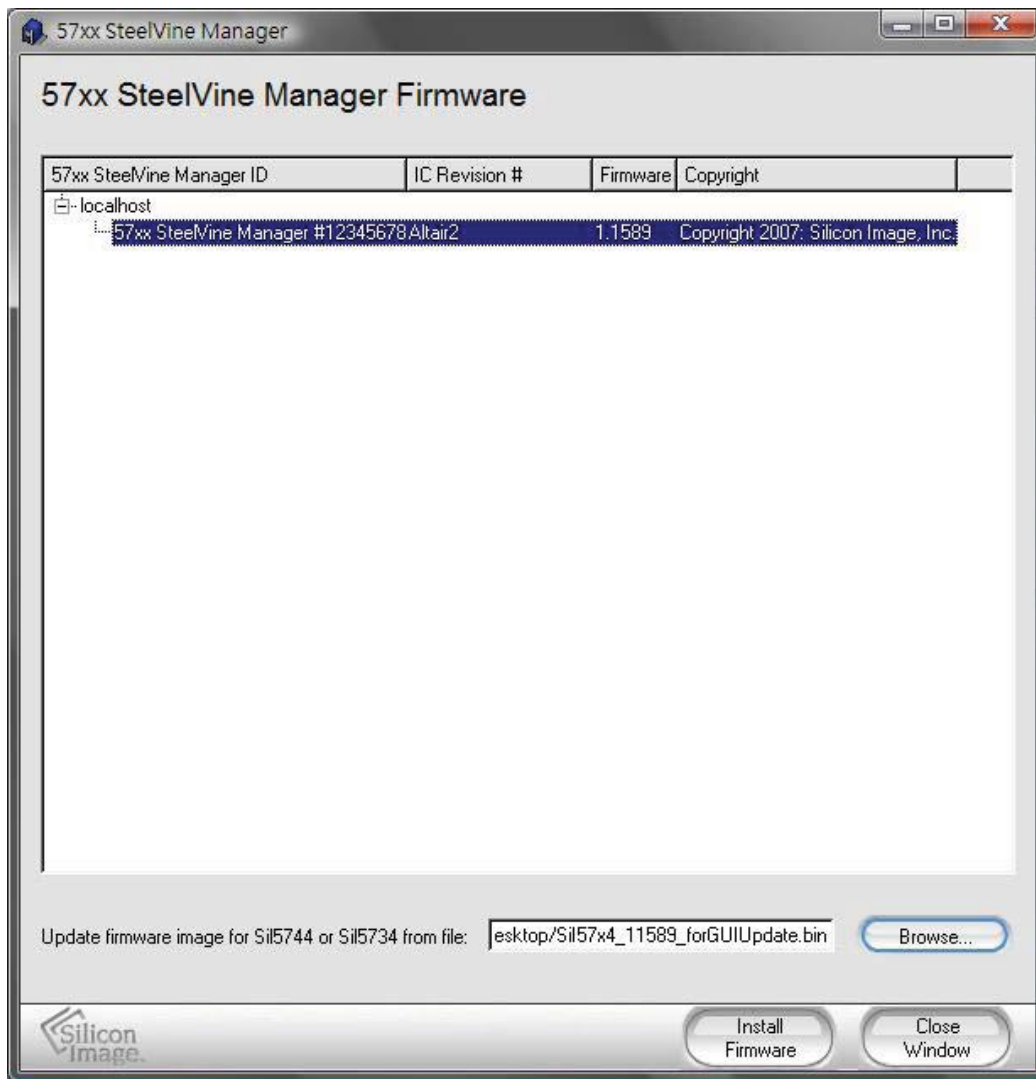 57xx SteelVine Manager
57xx SteelVine Manager Firmware
57xx SteelVine Manager ID IC Revision # Firmware Copyright
localhost
57xx SteelVine Manager #12345678 Altair2 1.1589 Copyright 2007: Silicon Image, Inc.
Update firmware image for SiI5744 or SiI5734 from file: esktop/SiI57x4_11589_forGUIUpdate.bin Browse...
Silicon
Image.
Install
Firmware
Close
Window